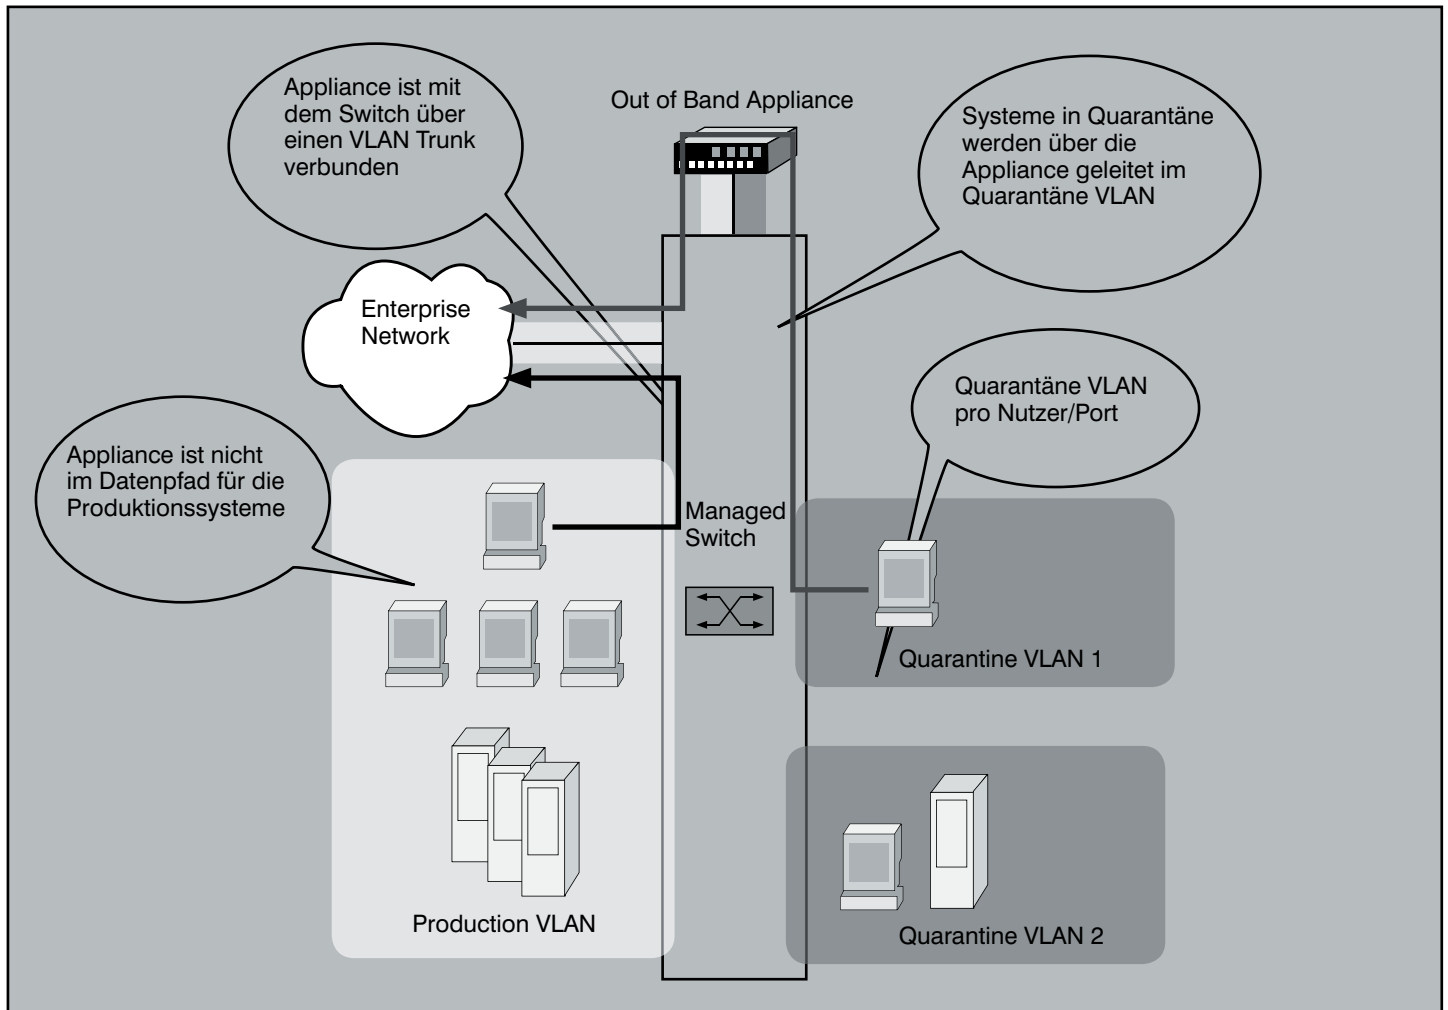 Appliance ist mit
dem Switch über
einen VLAN Trunk
verbunden
Out of Band Appliance
Systeme in Quarantäne
werden über die
Appliance geleitet im
Quarantäne VLAN
Enterprise
Network
Quarantäne VLAN
pro Nutzer/Port
Appliance ist nicht
im Datenpfad für die
Produktionssysteme
Managed
Switch
Quarantine VLAN 1
Production VLAN
Quarantine VLAN 2